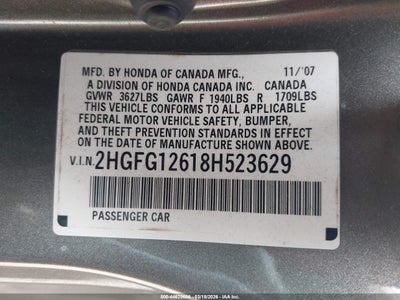 MFD. BY HONDA OF CANADA MFG., 11/'07
A DIVISION OF HONDA CANADA INC. CANADA
GVWR 3627LBS GAWR F 1940LBS R 1709LBS
THIS VEHICLE CONFORMS TO ALL APPLICABLE
FEDERAL MOTOR VEHICLE SAFETY, BUMPER,
AND THEFT PREVENTION STANDARDS IN EFFECT
ON THE DATE OF MANUFACTURE SHOWN ABOVE.
V.I.N. 2HGFG12618H523629
PASSENGER CAR